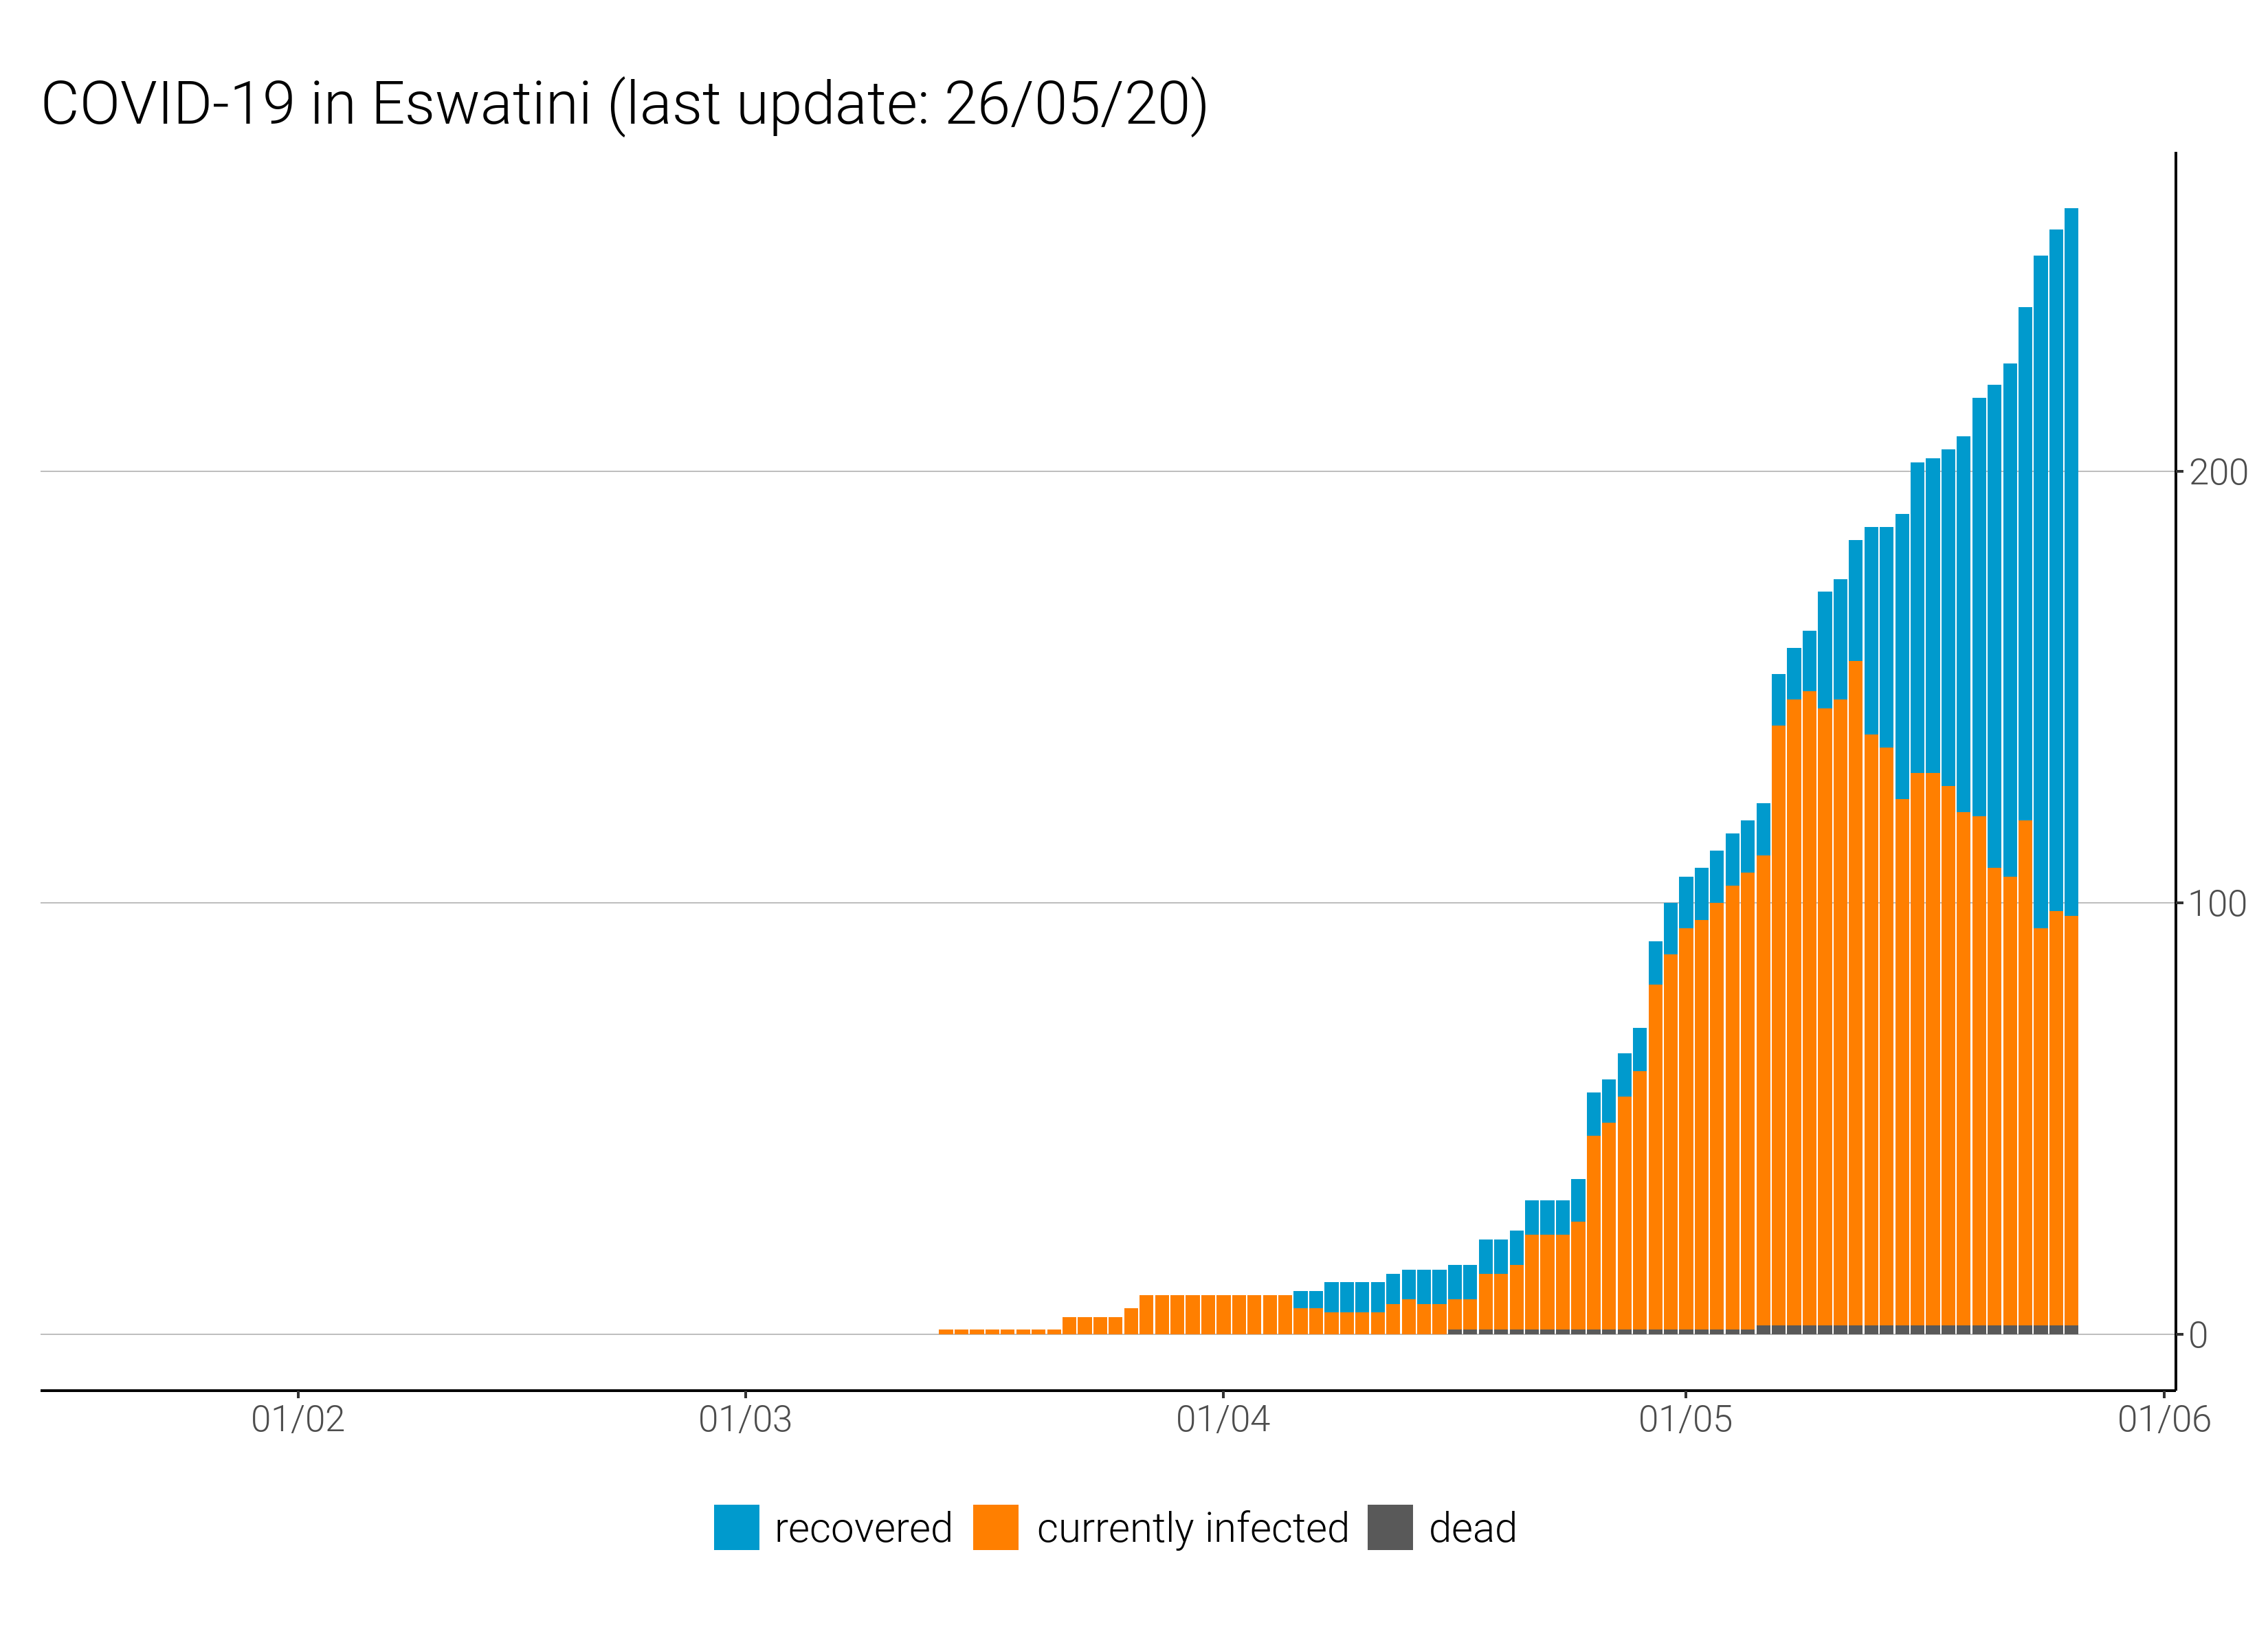 COVID-19 in Eswatini (last update: 26/05/20)
200
100
0
01/02 01/03 01/04 01/05 01/06
recovered currently infected dead